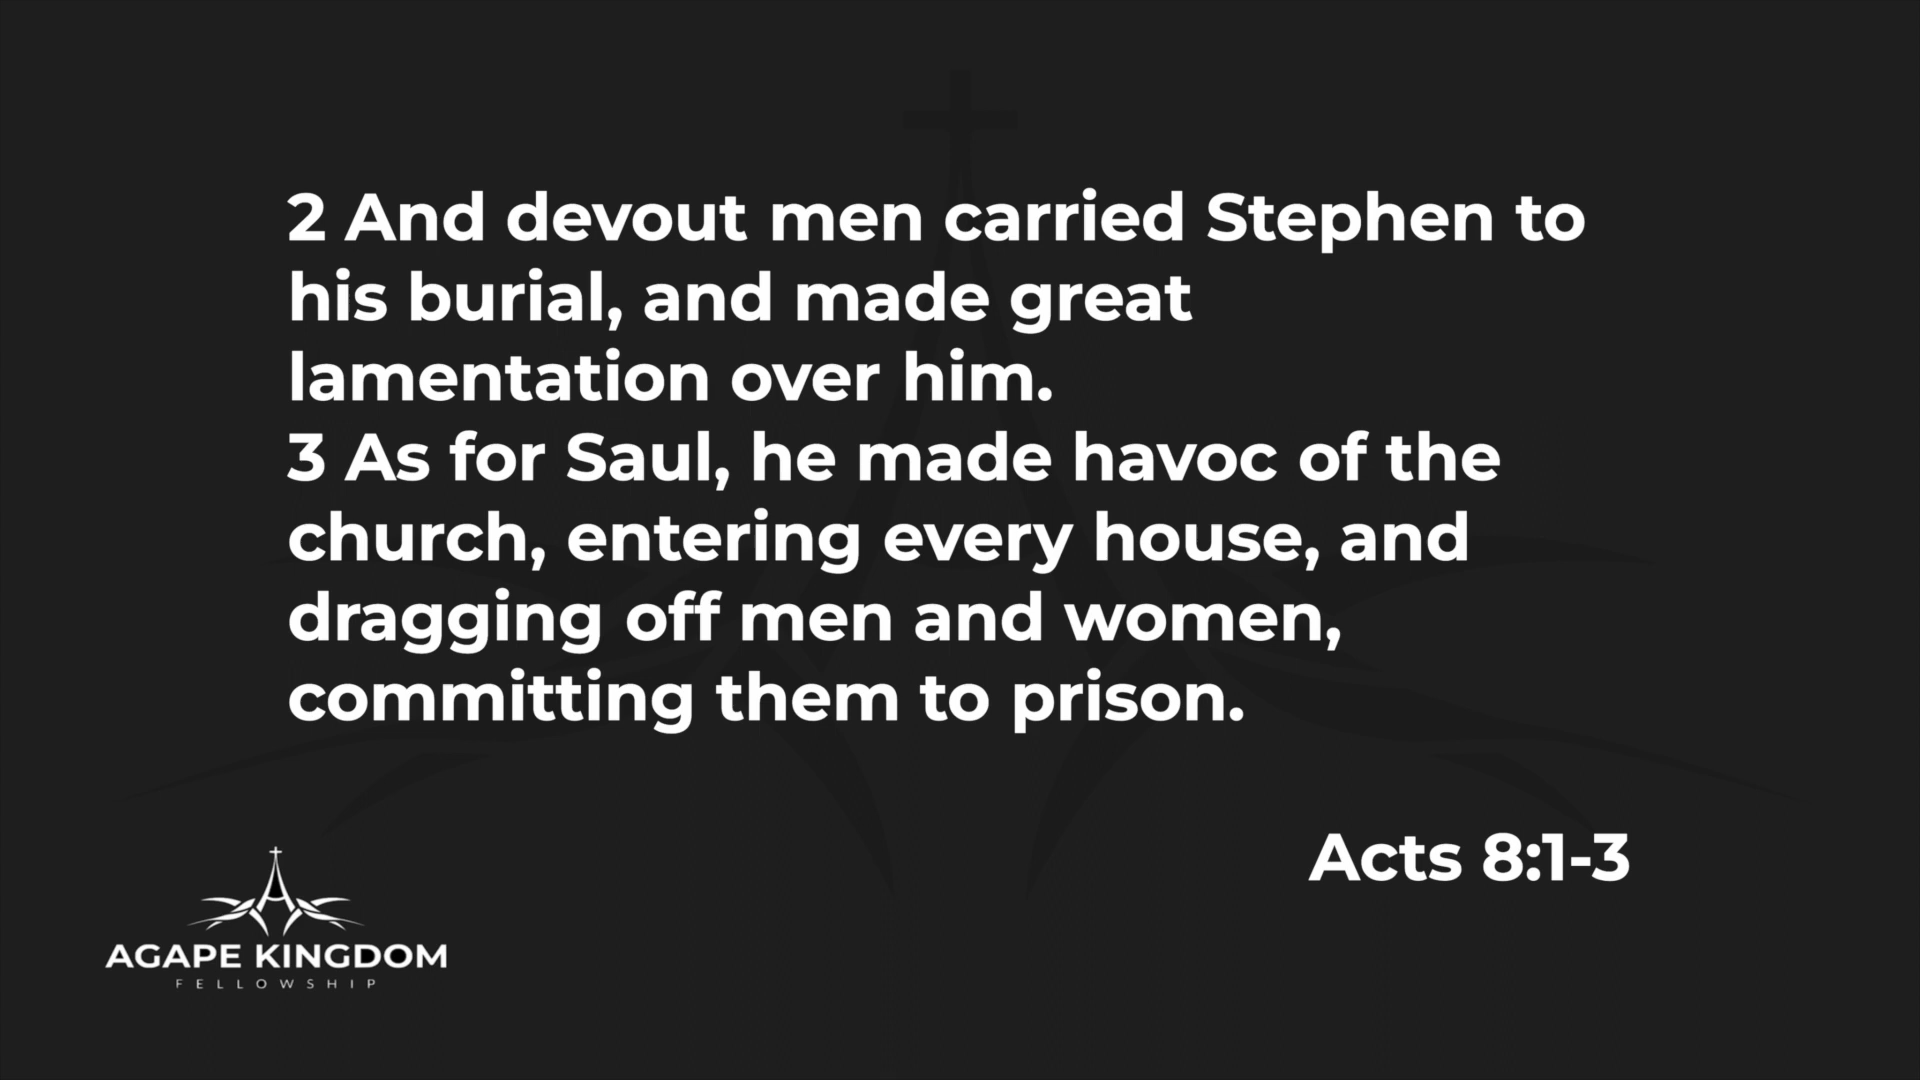 2 And devout men carried Stephen to
his burial, and made great
lamentation over him.
3 As for Saul, he made havoc of the
church, entering every house, and
dragging off men and women,
committing them to prison.
Acts 8:1-3
AGAPE KINGDOM
FELLOWSHIP